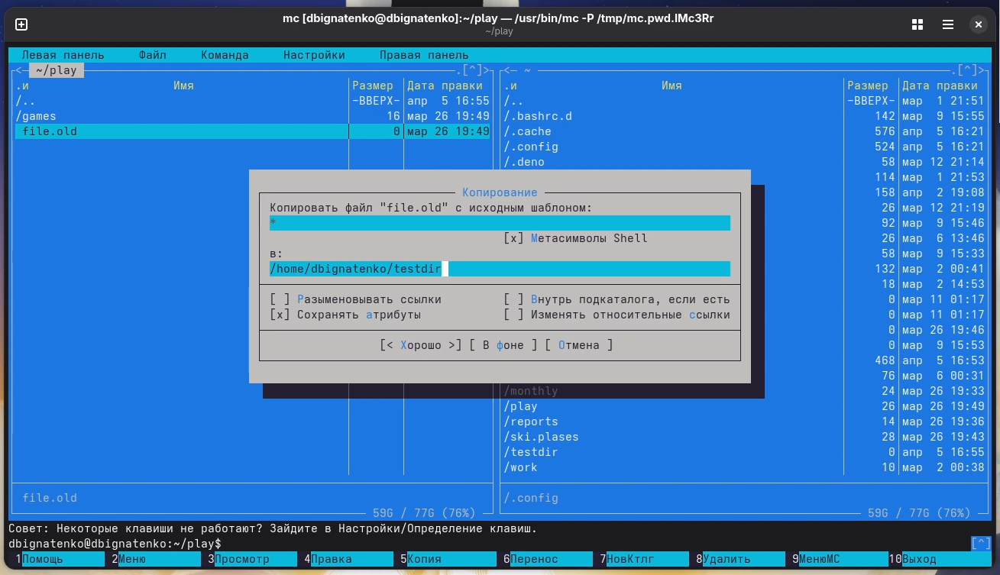 mc [dbignatenko@dbignatenko]:~/play — /usr/bin/mc -P /tmp/mc.pwd.IMc3Rr
~/play
Левая панель Файл Команда Настройки Правая панель
<─ ~/play .[^]> <─ ~ .[^]>
.и Имя Размер Дата правки .и Имя Размер Дата правки
/.. -ВВЕРХ- апр 5 16:55 /.. -ВВЕРХ- мар 1 21:51
/games 16 мар 26 19:49 /.bashrc.d 142 мар 9 15:55
file.old 0 мар 26 19:49 /.cache 576 апр 5 16:21
/.config 524 апр 5 16:21
/.deno 58 мар 12 21:14
114 мар 1 21:53
Копирование 158 апр 2 19:08
Копировать файл "file.old" с исходным шаблоном: 26 мар 12 21:19
* 92 мар 9 15:46
[x] Метасимволы Shell 26 мар 6 13:46
в: 58 мар 9 15:33
/home/dbignatenko/testdir 132 мар 2 00:41
18 мар 2 14:53
[ ] Разыменовывать ссылки [ ] Внутрь подкаталога, если есть 0 мар 11 01:17
[x] Сохранять атрибуты [ ] Изменять относительные ссылки 0 мар 11 01:17
0 мар 26 19:46
[< Хорошо >] [ В фоне ] [ Отмена ] 0 мар 9 15:53
468 апр 5 16:53
76 мар 6 00:31
/monthly 24 мар 26 19:33
/play 26 мар 26 19:49
/reports 14 мар 26 19:36
/ski.plases 28 мар 26 19:43
/testdir 0 апр 5 16:55
/work 10 мар 2 00:38
file.old /.config
59G / 77G (76%) 59G / 77G (76%)
Совет: Некоторые клавиши не работают? Зайдите в Настройки/Определение клавиш.
dbignatenko@dbignatenko:~/play$ [^]
1Помощь 2Меню 3Просмотр 4Правка 5Копия 6Перенос 7НовКтлг 8Удалить 9МенюMC 10Выход